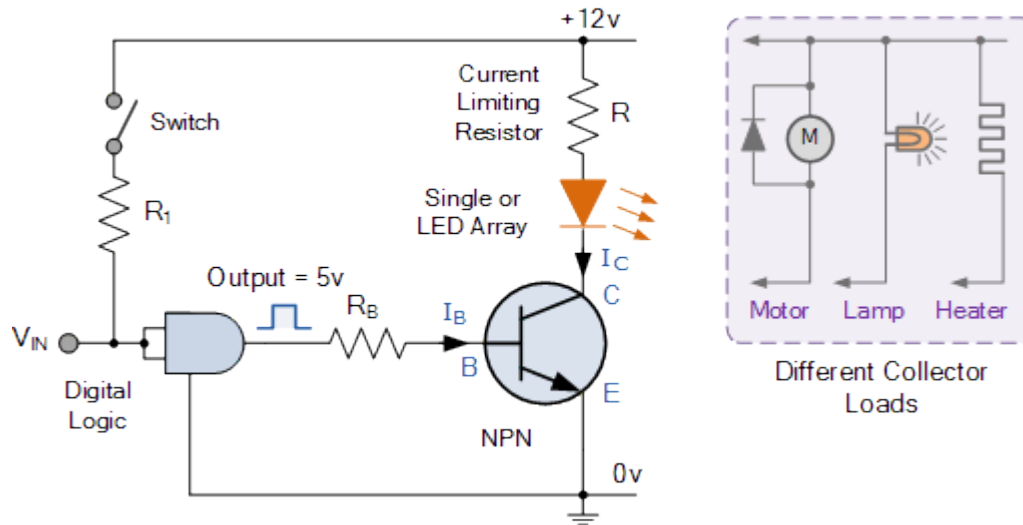 +12v
Current
Limiting
Resistor
R
Switch
R1
Single or
LED Array
IC
C
Output = 5v
RB
IB
B
VIN
E
Digital
Logic
NPN
0v
M
Motor
Lamp
Heater
Different Collector
Loads